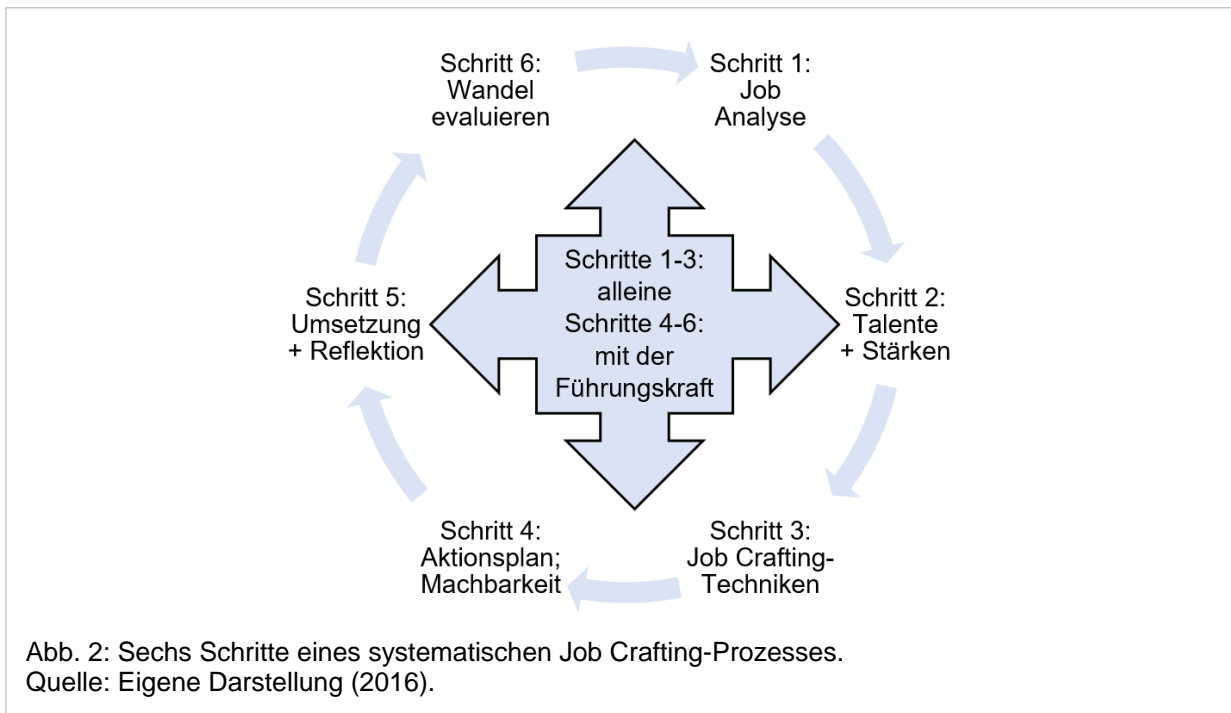 Schritt 6:
Wandel
evaluieren
Schritt 1:
Job
Analyse
Schritte 1-3:
alleine
Schritte 4-6:
mit der
Führungskraft
Schritt 5:
Umsetzung
+ Reflektion
Schritt 2:
Talente
+ Stärken
Schritt 4:
Aktionsplan;
Machbarkeit
Schritt 3:
Job Crafting-
Techniken
Abb. 2: Sechs Schritte eines systematischen Job Crafting-Prozesses.
Quelle: Eigene Darstellung (2016).